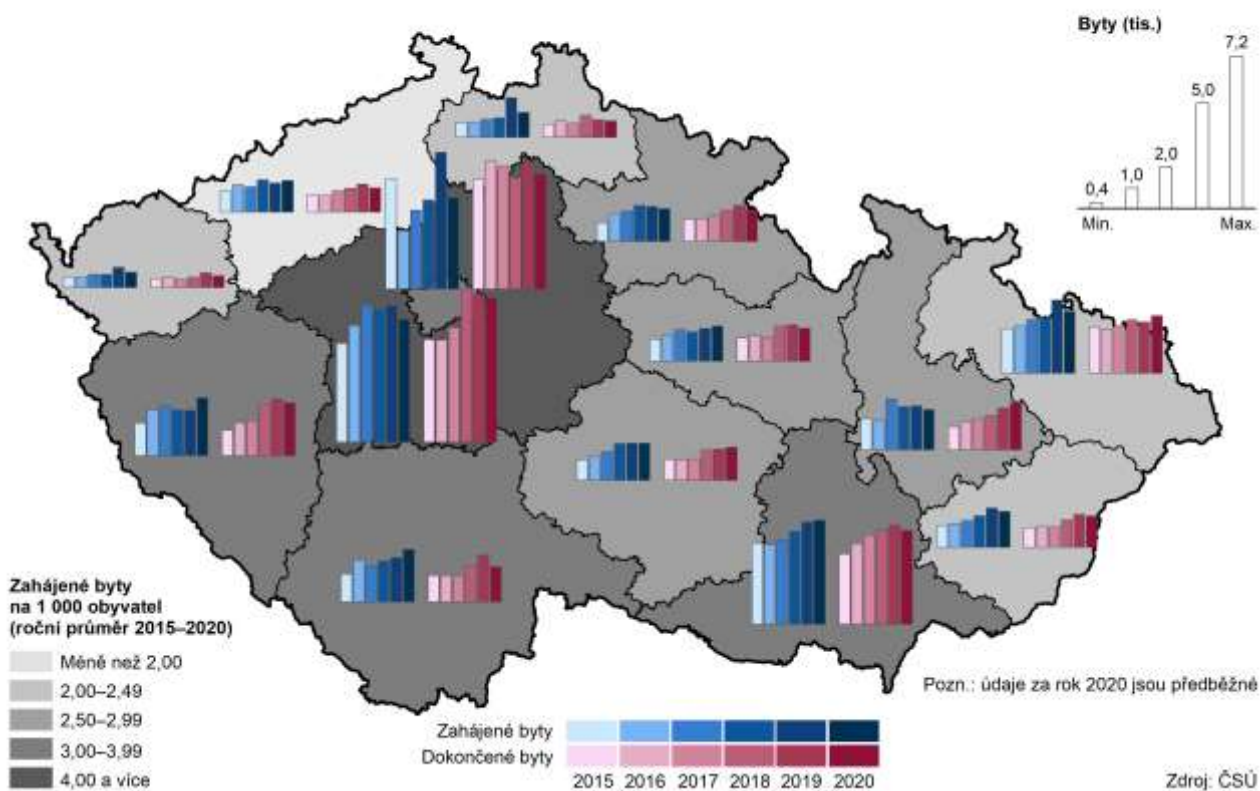 Byty (tis.)
7,2
5,0
2,0
1,0
0,4
Min.
Max.
Zahájené byty
na 1 000 obyvatel
(roční průměr 2015–2020)
Méně než 2,00
2,00–2,49
2,50–2,99
3,00–3,99
4,00 a více
Pozn.: údaje za rok 2020 jsou předběžné
Zahájené byty
Dokončené byty
2015 2016 2017 2018 2019 2020
Zdroj: ČSÚ